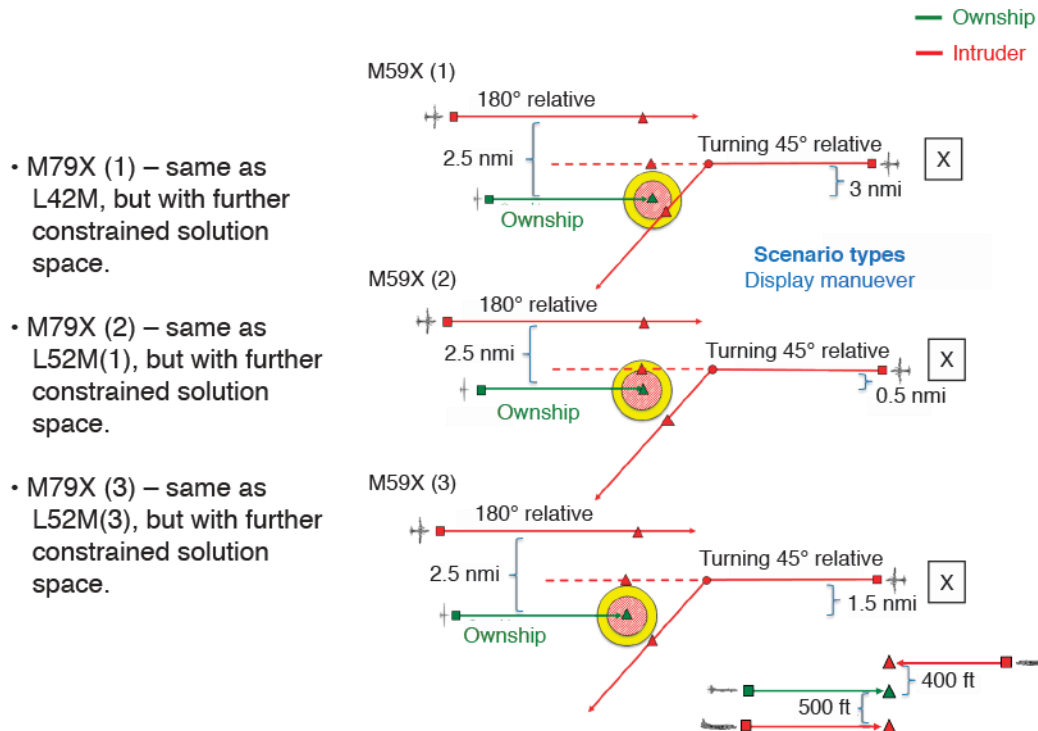 Ownship
Intruder
• M79X (1) – same as
L42M, but with further
constrained solution
space.
• M79X (2) – same as
L52M(1), but with further
constrained solution
space.
• M79X (3) – same as
L52M(3), but with further
constrained solution
space.
M59X (1)
180° relative
2.5 nmi
Turning 45° relative
X
3 nmi
Ownship
Scenario types
Display manuever
M59X (2)
180° relative
2.5 nmi
Turning 45° relative
X
0.5 nmi
Ownship
M59X (3)
180° relative
2.5 nmi
Turning 45° relative
X
1.5 nmi
Ownship
400 ft
500 ft